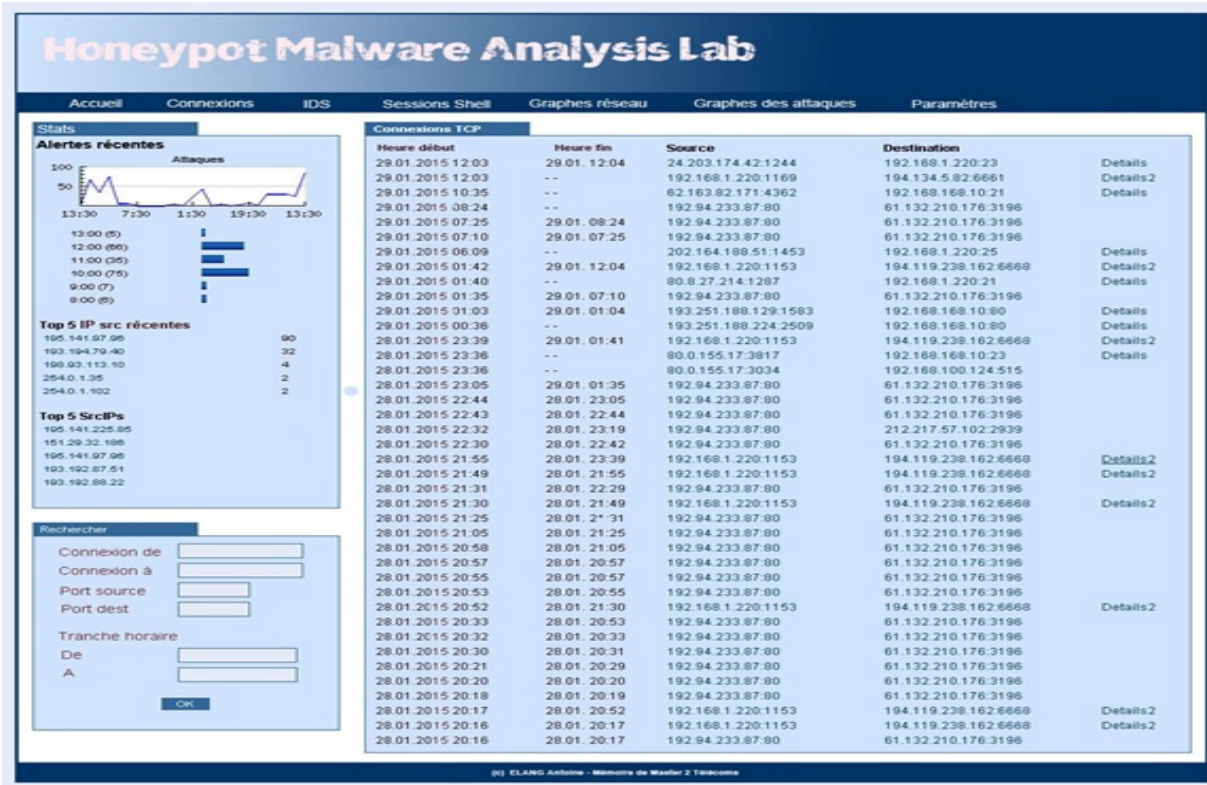 Honeypot Malware Analysis Lab
Accueil Connexions IDS Sessions Shell Graphes réseau Graphes des attaques Paramètres
Stats
Alertes récentes
Attaques
100
50
13:30 7:30 1:30 19:30 13:30
13:00 (5)
12:00 (66)
11:00 (35)
10:00 (75)
9:00 (7)
8:00 (6)
Top 5 IP src récentes
195.141.97.96 90
193.194.79.40 32
198.93.113.10 4
254.0.1.35 2
254.0.1.102 2
Top 5 SrcIPs
195.141.225.85
151.29.32.186
195.141.97.96
193.192.87.51
193.192.88.22
Rechercher
Connexion de
Connexion à
Port source
Port dest
Tranche horaire
De
A
OK
Connexions TCP
Heure début Heure fin Source Destination
29.01.2015 12:03 29.01. 12:04 24.203.174.42:1244 192.168.1.220:23 Details
29.01.2015 12:03 - - 192.168.1.220:1169 194.134.5.82:6661 Details2
29.01.2015 10:35 - - 62.163.82.171:4362 192.168.168.10:21 Details
29.01.2015 08:24 - - 192.94.233.87:80 61.132.210.176:3196
29.01.2015 07:25 29.01. 08:24 192.94.233.87:80 61.132.210.176:3196
29.01.2015 07:10 29.01. 07:25 192.94.233.87:80 61.132.210.176:3196
29.01.2015 06:09 - - 202.164.188.51:1453 192.168.1.220:25 Details
29.01.2015 01:42 29.01. 12:04 192.168.1.220:1153 194.119.238.162:6668 Details2
29.01.2015 01:40 - - 80.8.27.214:1287 192.168.1.220:21 Details
29.01.2015 01:35 29.01. 07:10 192.94.233.87:80 61.132.210.176:3196
29.01.2015 01:03 29.01. 01:04 193.251.188.129:1583 192.168.168.10:80 Details
29.01.2015 00:36 - - 193.251.188.224:2509 192.168.168.10:80 Details
28.01.2015 23:39 29.01. 01:41 192.168.1.220:1153 194.119.238.162:6668 Details2
28.01.2015 23:36 - - 80.0.155.17:3817 192.168.168.10:23 Details
28.01.2015 23:36 - - 80.0.155.17:3034 192.168.100.124:515
28.01.2015 23:05 29.01. 01:35 192.94.233.87:80 61.132.210.176:3196
28.01.2015 22:44 28.01. 23:05 192.94.233.87:80 61.132.210.176:3196
28.01.2015 22:43 28.01. 22:44 192.94.233.87:80 61.132.210.176:3196
28.01.2015 22:32 28.01. 23:19 192.94.233.87:80 212.217.57.102:2939
28.01.2015 22:30 28.01. 22:42 192.94.233.87:80 61.132.210.176:3196
28.01.2015 21:55 28.01. 23:39 192.168.1.220:1153 194.119.238.162:6668 Details2
28.01.2015 21:49 28.01. 21:55 192.168.1.220:1153 194.119.238.162:6668 Details2
28.01.2015 21:31 28.01. 22:29 192.94.233.87:80 61.132.210.176:3196
28.01.2015 21:30 28.01. 21:49 192.168.1.220:1153 194.119.238.162:6668 Details2
28.01.2015 21:25 28.01. 192.94.233.87:80 61.132.210.176:3196
28.01.2015 21:05 28.01. 21:25 192.94.233.87:80 61.132.210.176:3196
28.01.2015 20:58 28.01. 21:05 192.94.233.87:80 61.132.210.176:3196
28.01.2015 20:57 28.01. 20:57 192.94.233.87:80 61.132.210.176:3196
28.01.2015 20:55 28.01. 20:57 192.94.233.87:80 61.132.210.176:3196
28.01.2015 20:53 28.01. 20:55 192.94.233.87:80 61.132.210.176:3196
28.01.2015 20:52 28.01. 21:30 192.168.1.220:1153 194.119.238.162:6668 Details2
28.01.2015 20:33 28.01. 20:53 192.94.233.87:80 61.132.210.176:3196
28.01.2015 20:32 28.01. 20:33 192.94.233.87:80 61.132.210.176:3196
28.01.2015 20:30 28.01. 20:31 192.94.233.87:80 61.132.210.176:3196
28.01.2015 20:21 28.01. 20:29 192.94.233.87:80 61.132.210.176:3196
28.01.2015 20:20 28.01. 20:20 192.94.233.87:80 61.132.210.176:3196
28.01.2015 20:18 28.01. 20:19 192.94.233.87:80 61.132.210.176:3196
28.01.2015 20:17 28.01. 20:52 192.168.1.220:1153 194.119.238.162:6668 Details2
28.01.2015 20:16 28.01. 20:17 192.168.1.220:1153 194.119.238.162:6668 Details2
28.01.2015 20:16 28.01. 20:17 192.94.233.87:80 61.132.210.176:3196
(c) ELANG Antoine - Mémoire de Master 2 Télécoms